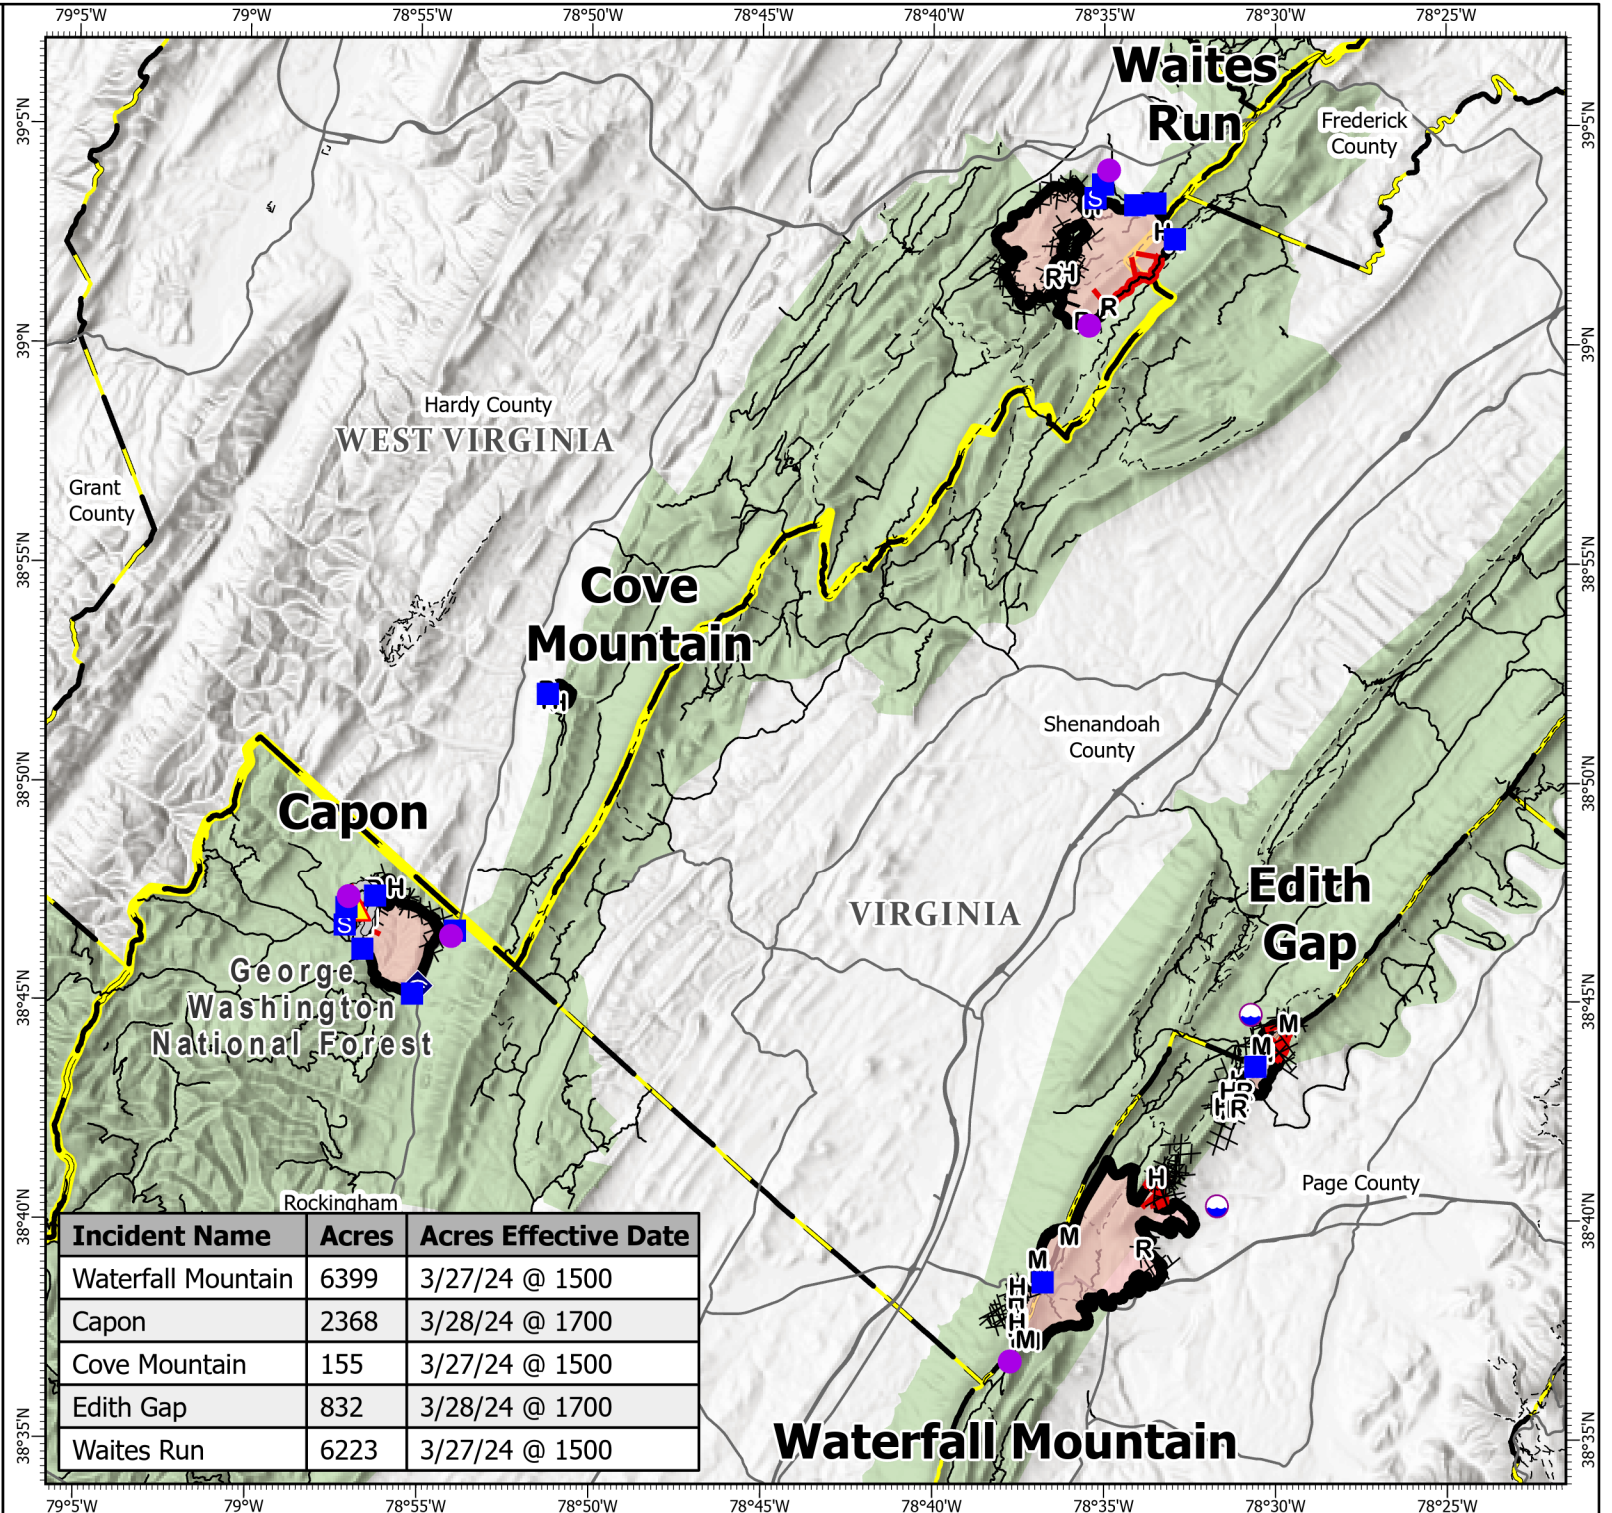 79°5'W 79°W 78°55'W 78°50'W 78°45'W 78°40'W 78°35'W 78°30'W 78°25'W
Waites
Run
Frederick
County
39°5'N
39°5'N
S
H
H
R H
R
39°N
39°N
Hardy County
WEST VIRGINIA
Grant
County
38°55'N
38°55'N
Cove
Mountain
H
Shenandoah
County
38°50'N
38°50'N
Capon
H
S
VIRGINIA
Edith
Gap
George
Washington
National Forest
38°45'N
38°45'N
M
M
H R
H R
Rockingham
H
Page County
38°40'N
38°40'N
M
R
M
H
H
H
M
Incident Name Acres Acres Effective Date
Waterfall Mountain 6399 3/27/24 @ 1500
Capon 2368 3/28/24 @ 1700
Cove Mountain 155 3/27/24 @ 1500
Edith Gap 832 3/28/24 @ 1700
Waites Run 6223 3/27/24 @ 1500
Waterfall Mountain
38°35'N
38°35'N
79°5'W 79°W 78°55'W 78°50'W 78°45'W 78°40'W 78°35'W 78°30'W 78°25'W